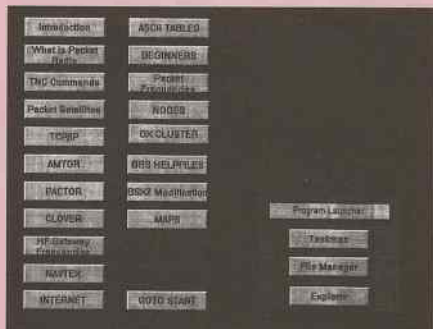 Introduction
What is Packet
Radio
TNC Commands
Packet Satellites
TCP/IP
AMTOR
PACTOR
CLOVER
HF Gateway
Frequencies
NAVTEX
INTERNET
ASCII TABLES
BEGINNERS
Packet
Frequencies
NODES
DX CLUSTER
BBS HELPFILES
Modification
MAPS
GOTO START
Program Launcher
Taskman
File Manager
Explorer